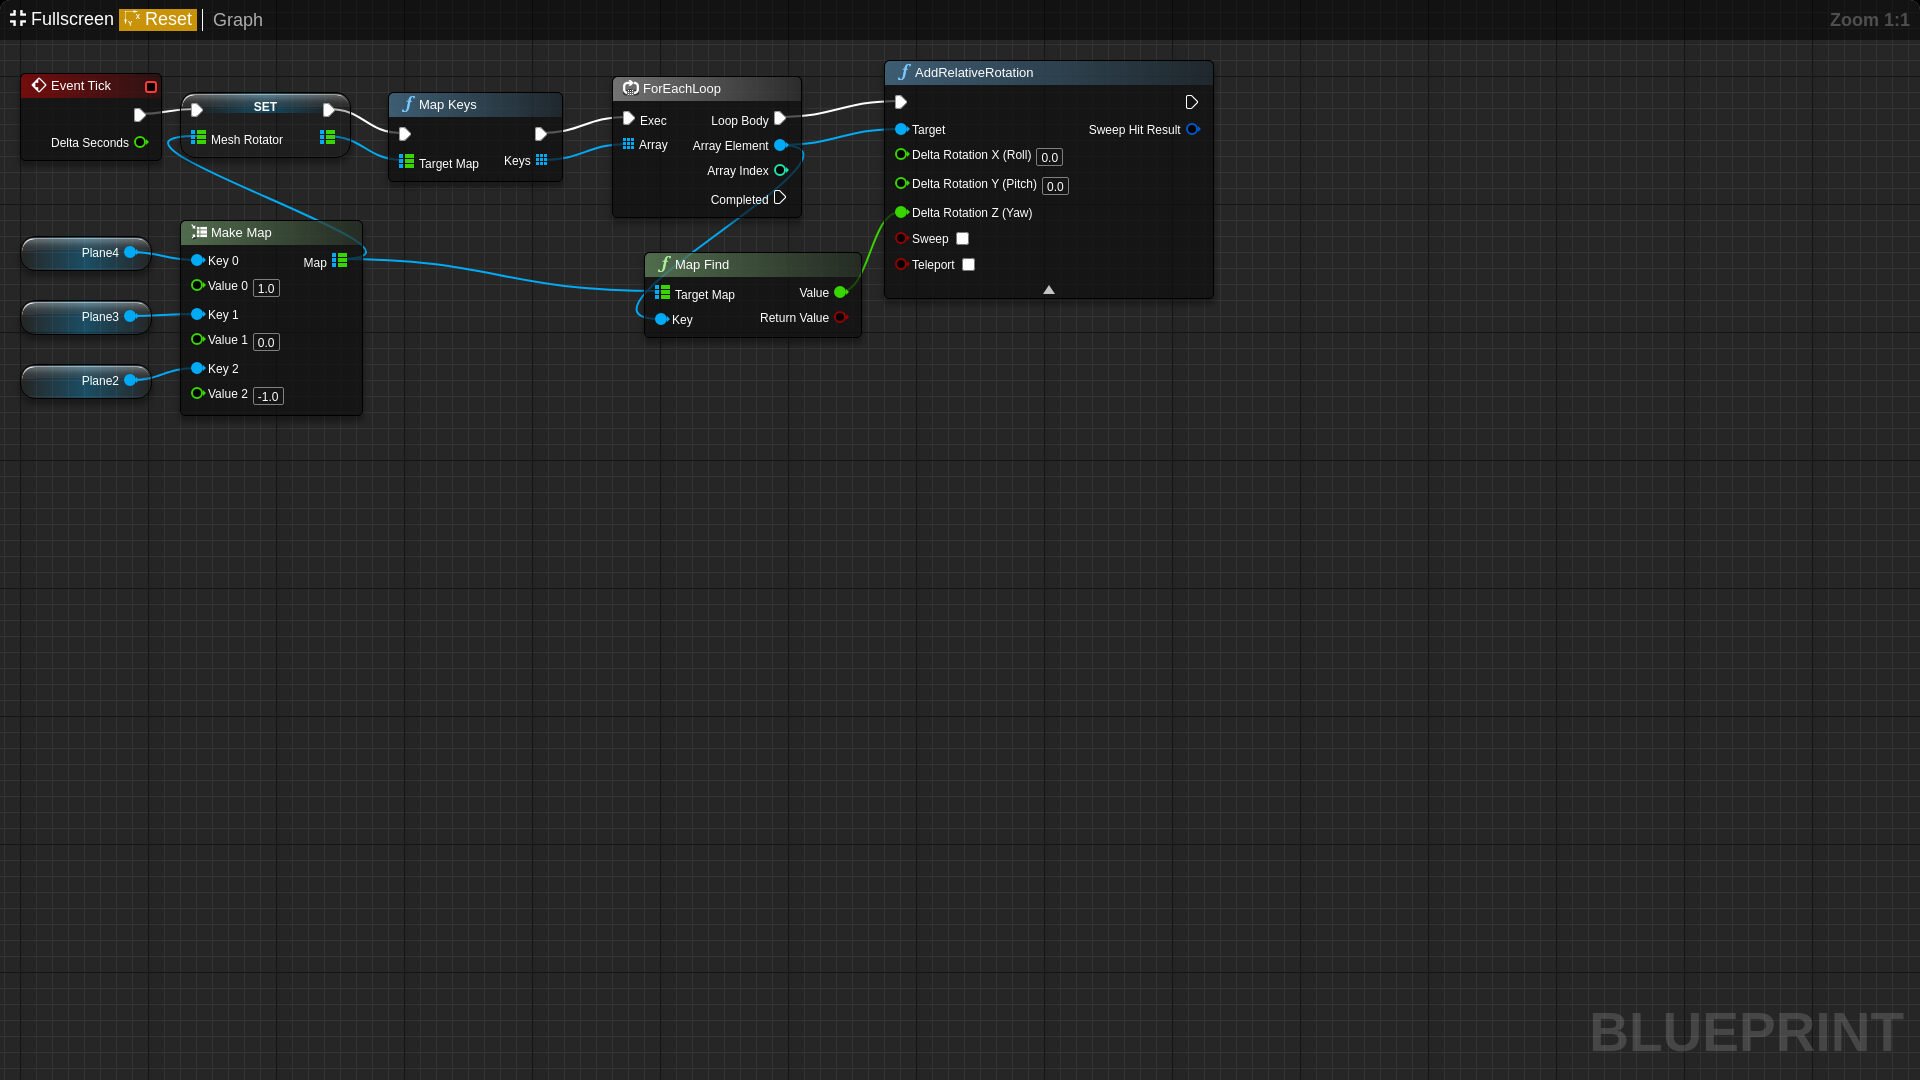 Fullscreen Reset Graph Zoom 1:1
Event Tick
Delta Seconds
SET
Mesh Rotator
Map Keys
Target Map Keys
ForEachLoop
Exec Loop Body
Array Array Element
Array Index
Completed
AddRelativeRotation
Target Sweep Hit Result
Delta Rotation X (Roll) 0.0
Delta Rotation Y (Pitch) 0.0
Delta Rotation Z (Yaw)
Sweep
Teleport
Plane4
Plane3
Plane2
Make Map
Key 0 Map
Value 0 1.0
Key 1
Value 1 0.0
Key 2
Value 2 -1.0
Map Find
Target Map Value
Key Return Value
BLUEPRINT